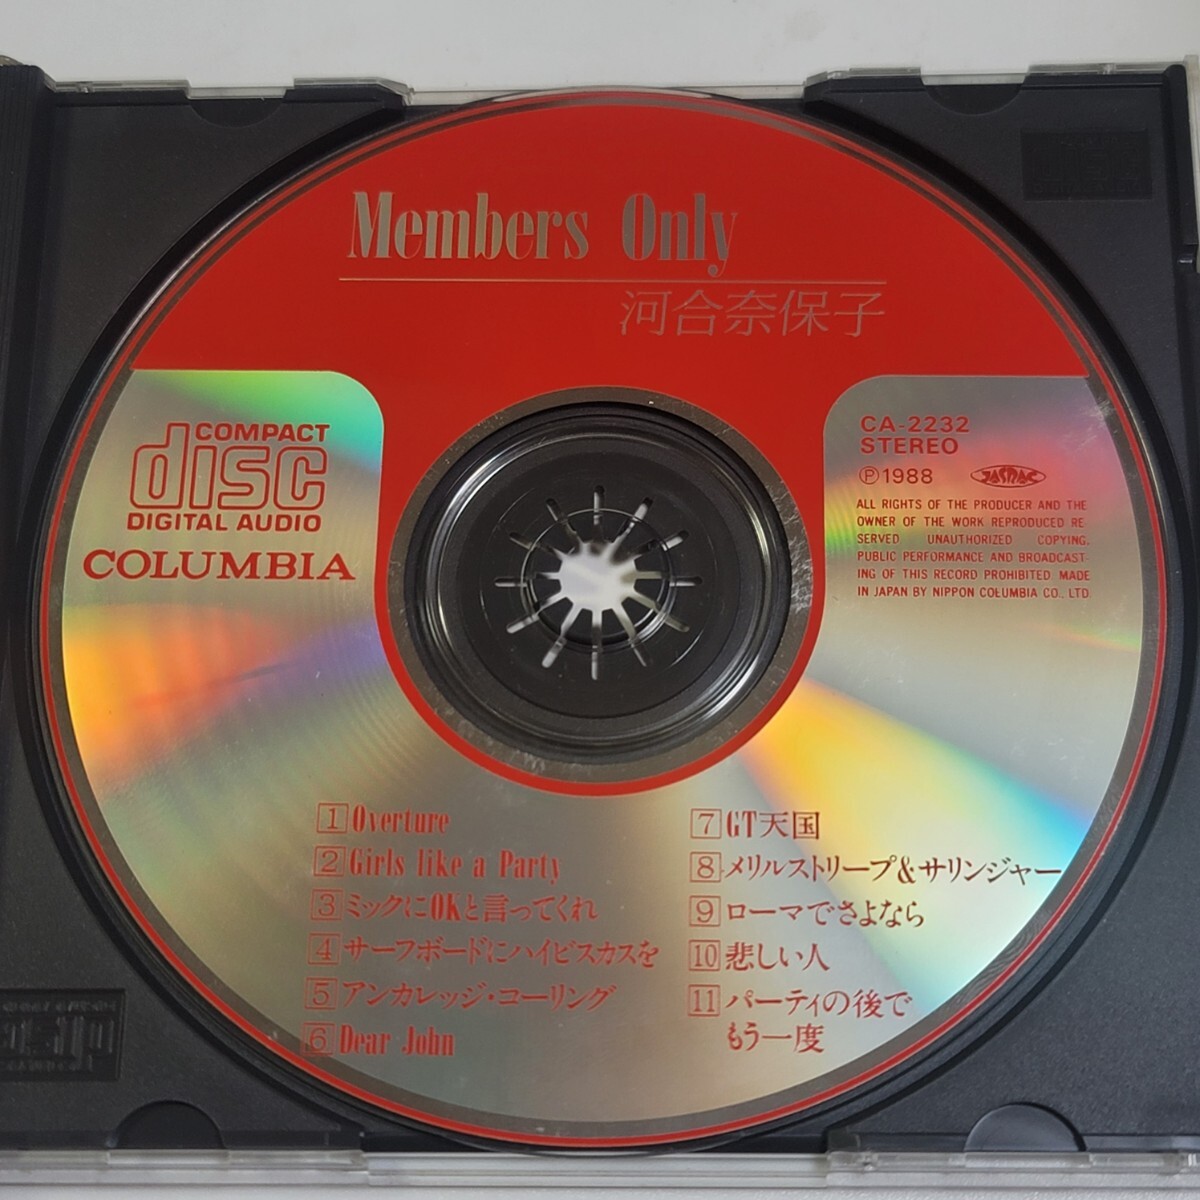 Members Only
河合奈保子
COMPACT
disc
DIGITAL AUDIO
COLUMBIA
CA-2232
STEREO
Ⓟ1988 JASRAC
ALL RIGHTS OF THE PRODUCER AND THE
OWNER OF THE WORK REPRODUCED RE-
SERVED UNAUTHORIZED COPYING.
PUBLIC PERFORMANCE AND BROADCAST-
ING OF THIS RECORD PROHIBITED. MADE
IN JAPAN BY NIPPON COLUMBIA CO., LTD.
1 Overture
2 Girls like a Party
3 ミックにOKと言ってくれ
4 サーフボードにハイビスカスを
5 アンカレッジ・コーリング
6 Dear John
7 GT天国
8 メリルストリープ&サリンジャー
9 ローマでさよなら
10 悲しい人
11 パーティの後で
もう一度